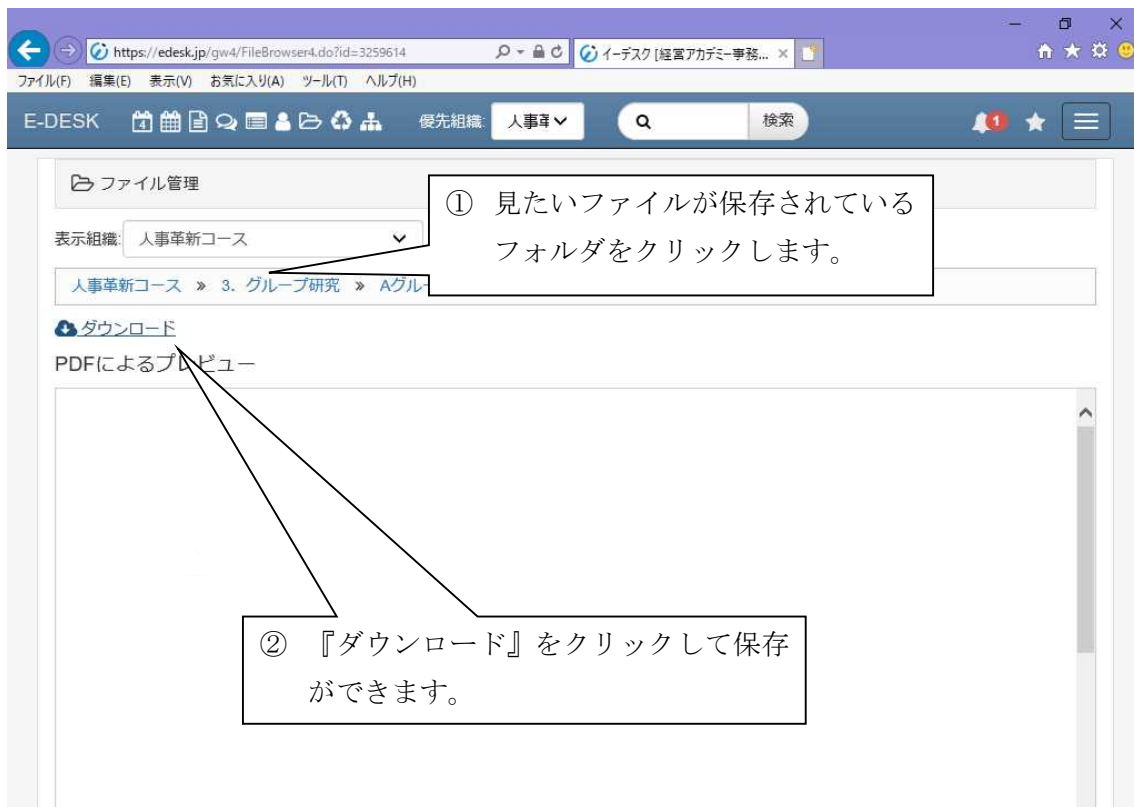 https://edesk.jp/gw4/FileBrowser4.do?id=3259614
イーデスク [経営アカデミー事務...
ファイル(F) 編集(E) 表示(V) お気に入り(A) ツール(T) ヘルプ(H)
E-DESK 4 優先組織: 人事革 検索 1
ファイル管理
① 見たいファイルが保存されている
フォルダをクリックします。
表示組織: 人事革新コース
人事革新コース » 3. グループ研究 » Aグル
ダウンロード
PDFによるプレビュー
② 『ダウンロード』をクリックして保存
ができます。